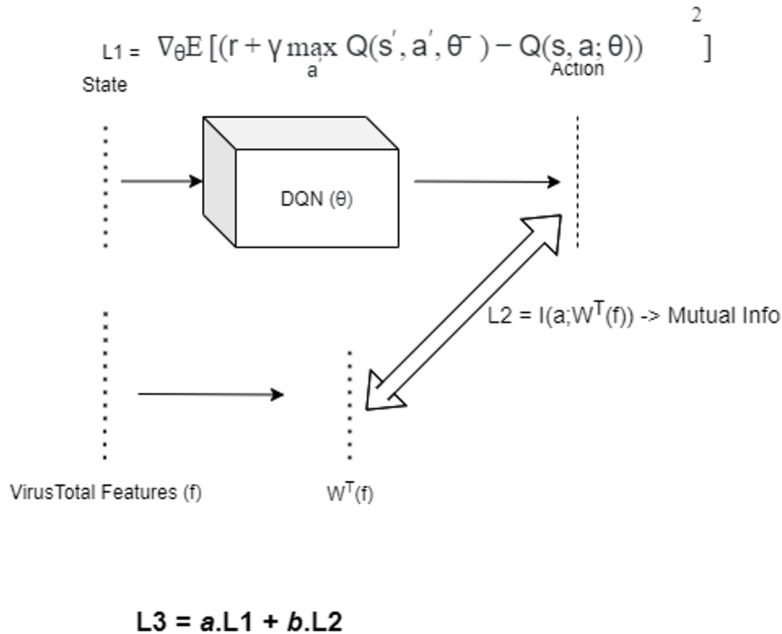 L1 = ∇θE [(r + γ max a Q(s′, a′, θ⁻) − Q(s, a; θ))²]
State
Action
DQN (θ)
L2 = I(a;Wᵀ(f)) -> Mutual Info
VirusTotal Features (f)
Wᵀ(f)
L3 = a.L1 + b.L2